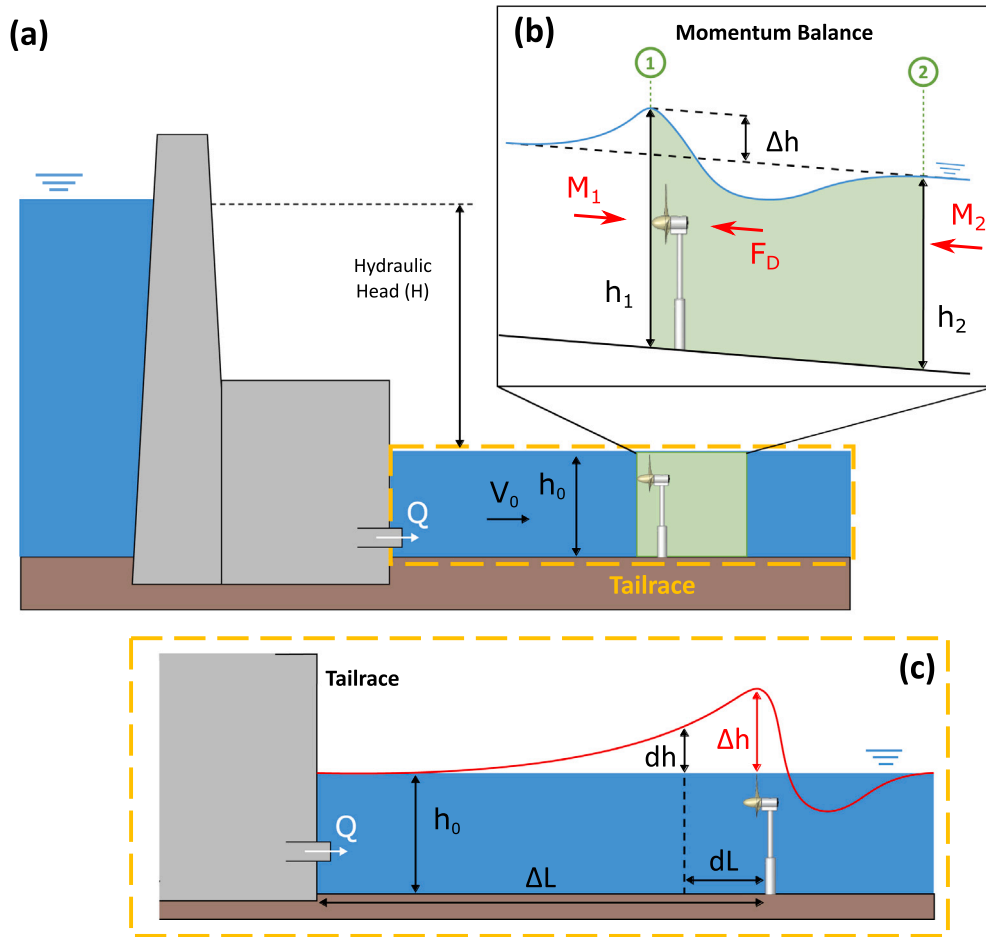 (a)
Hydraulic
Head (H)
Q
V₀
h₀
Tailrace
(b)
Momentum Balance
1
2
Δh
M₁
F_D
M₂
h₁
h₂
(c)
Tailrace
Q
h₀
ΔL
dh
Δh
dL